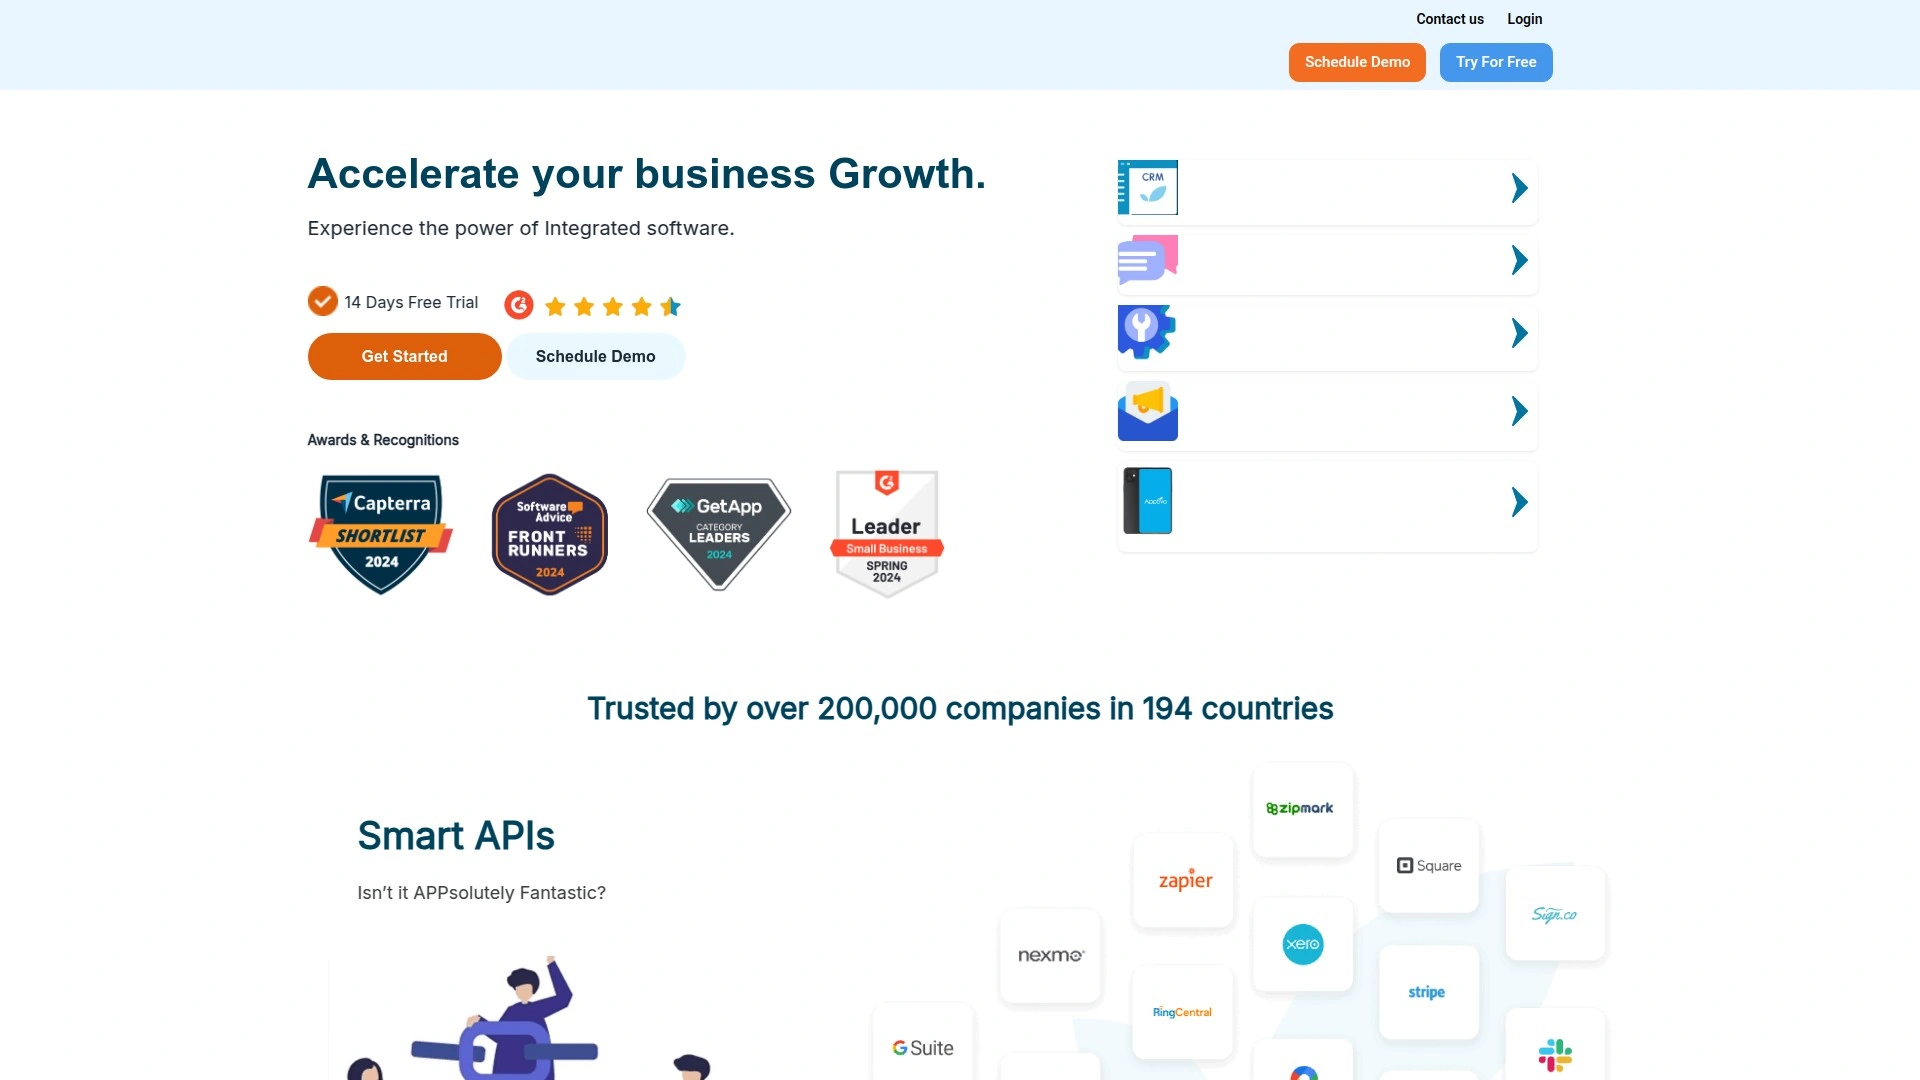 Contact us
Login
Schedule Demo
Try For Free
Accelerate your business Growth.
Experience the power of Integrated software.
14 Days Free Trial
Get Started
Schedule Demo
Awards & Recognitions
Capterra
SHORTLIST
2024
Software
Advice
FRONT
RUNNERS
2024
GetApp
CATEGORY
LEADERS
2024
Leader
Small Business
SPRING
2024
CRM
Apptivo
Trusted by over 200,000 companies in 194 countries
Smart APIs
Isn’t it APPsolutely Fantastic?
zipmark
Square
zapier
Sign.co
xero
nexmo
stripe
RingCentral
G Suite